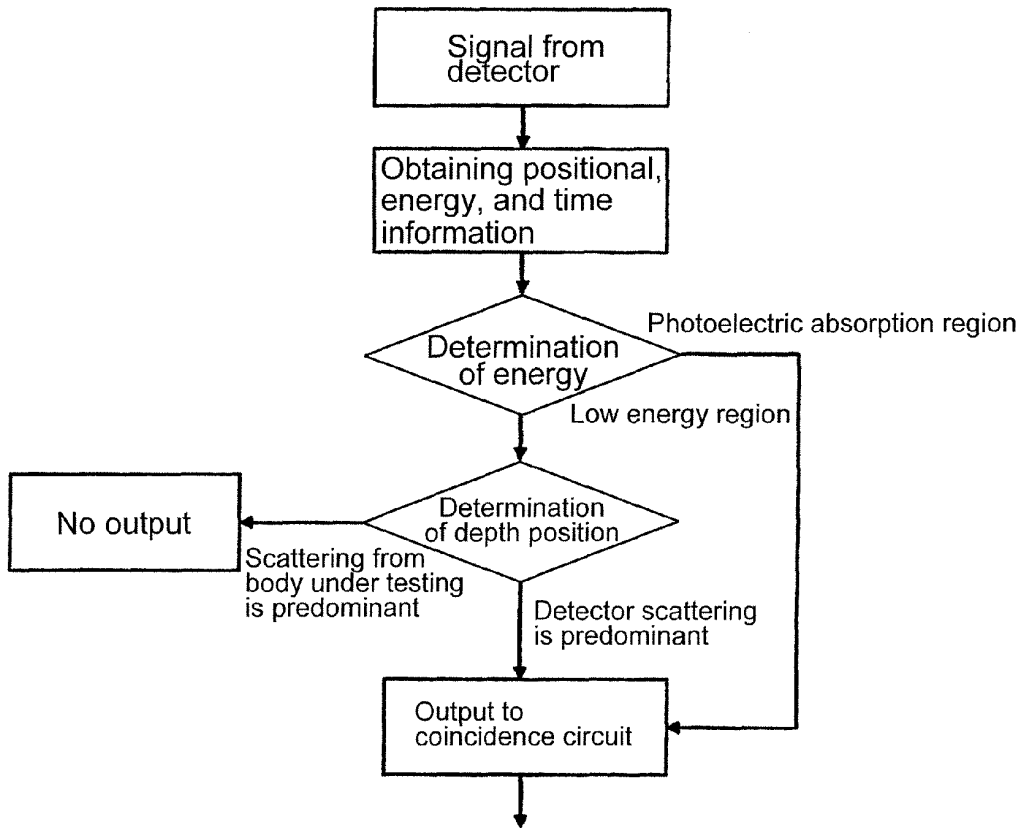 Signal from
detector
Obtaining positional,
energy, and time
information
Photoelectric absorption region
Determination
of energy
Low energy region
Determination
of depth position
No output
Scattering from
body under testing
is predominant
Detector scattering
is predominant
Output to
coincidence circuit